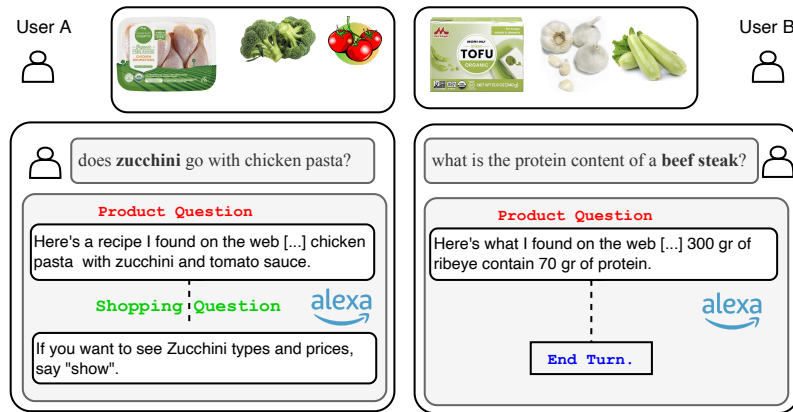 User A
User B
TOFU
ORGANIC
does zucchini go with chicken pasta?
Product Question
Here's a recipe I found on the web [...] chicken
pasta with zucchini and tomato sauce.
Shopping Question
alexa
If you want to see Zucchini types and prices,
say "show".
what is the protein content of a beef steak?
Product Question
Here's what I found on the web [...] 300 gr of
ribeye contain 70 gr of protein.
alexa
End Turn.